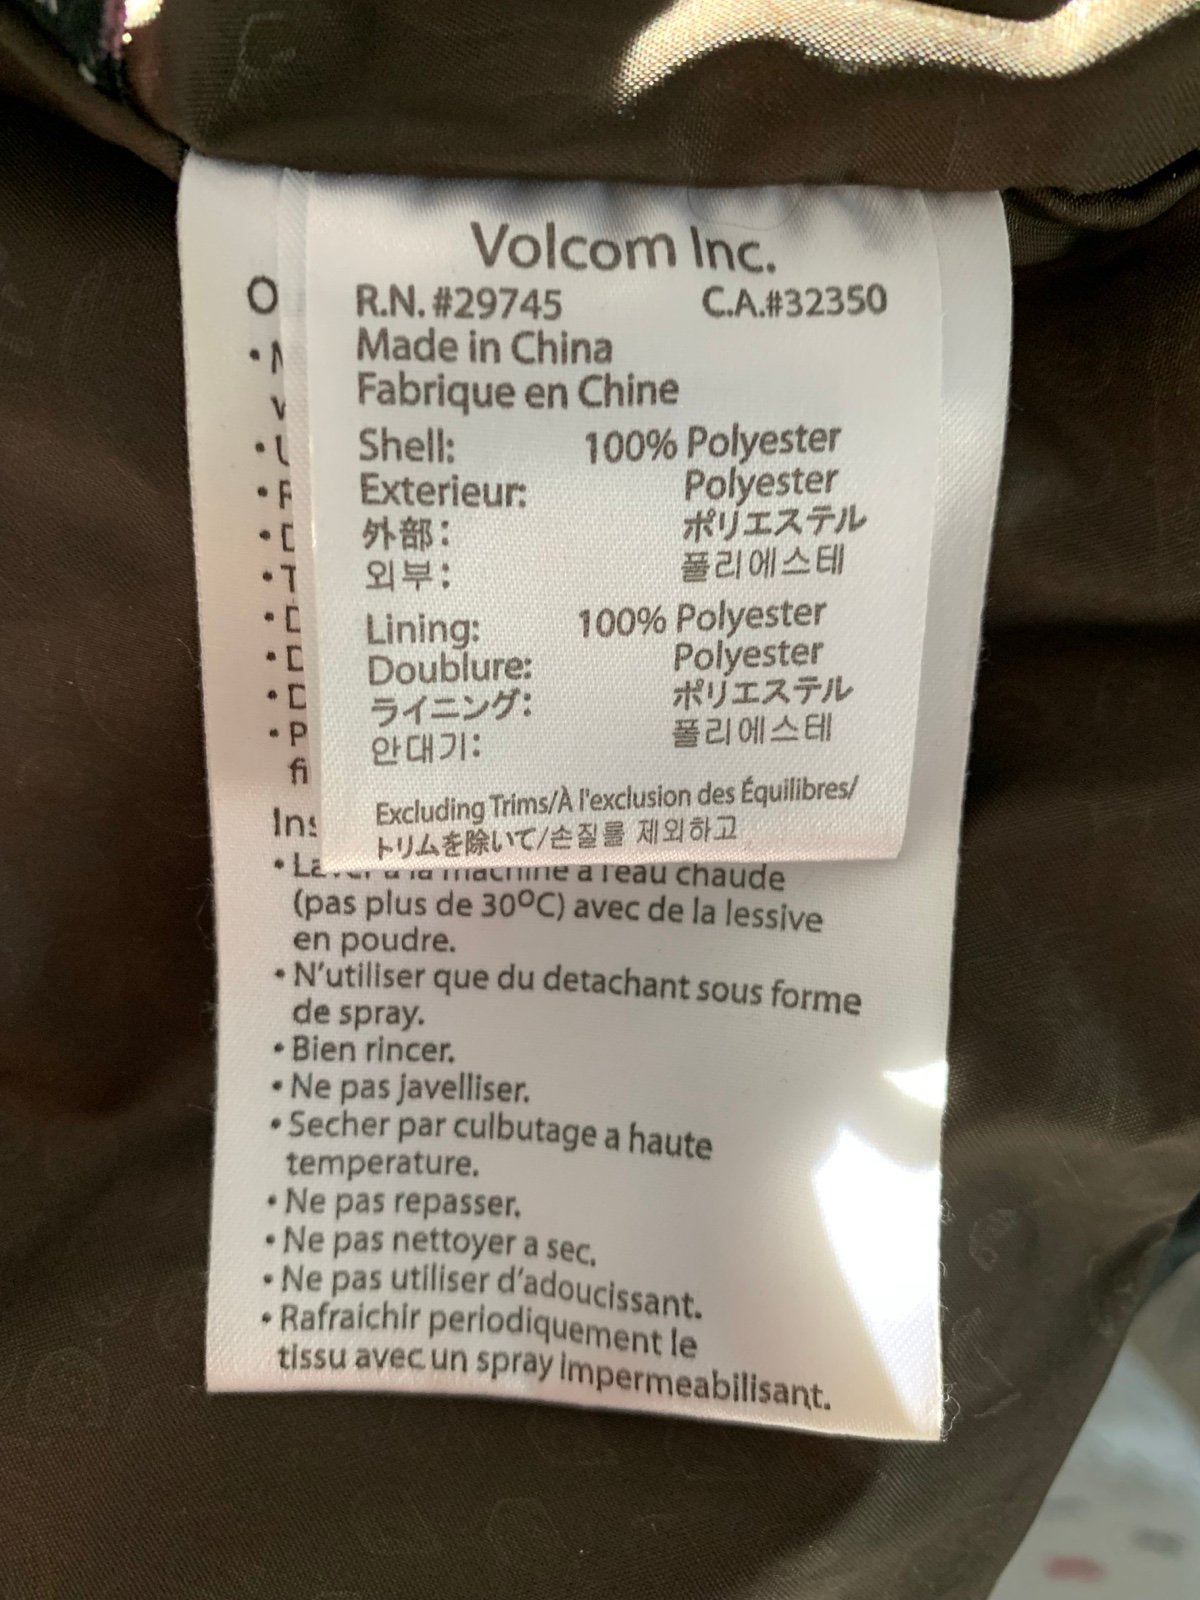 Volcom Inc.
R.N. #29745 C.A.#32350
Made in China
Fabrique en Chine
Shell: 100% Polyester
Exterieur: Polyester
外部: ポリエステル
외부: 폴리에스테
Lining: 100% Polyester
Doublure: Polyester
ライニング: ポリエステル
안대기: 폴리에스테
Excluding Trims/À l'exclusion des Équilibres/
トリムを除いて/손질를 제외하고
à l'eau chaude
(pas plus de 30ºC) avec de la lessive
en poudre.
• N'utiliser que du detachant sous forme
de spray.
• Bien rincer.
• Ne pas javelliser.
• Secher par culbutage a haute
temperature.
• Ne pas repasser.
• Ne pas nettoyer a sec.
• Ne pas utiliser d'adoucissant.
• Rafraichir periodiquement le
tissu avec un spray impermeabilisant.